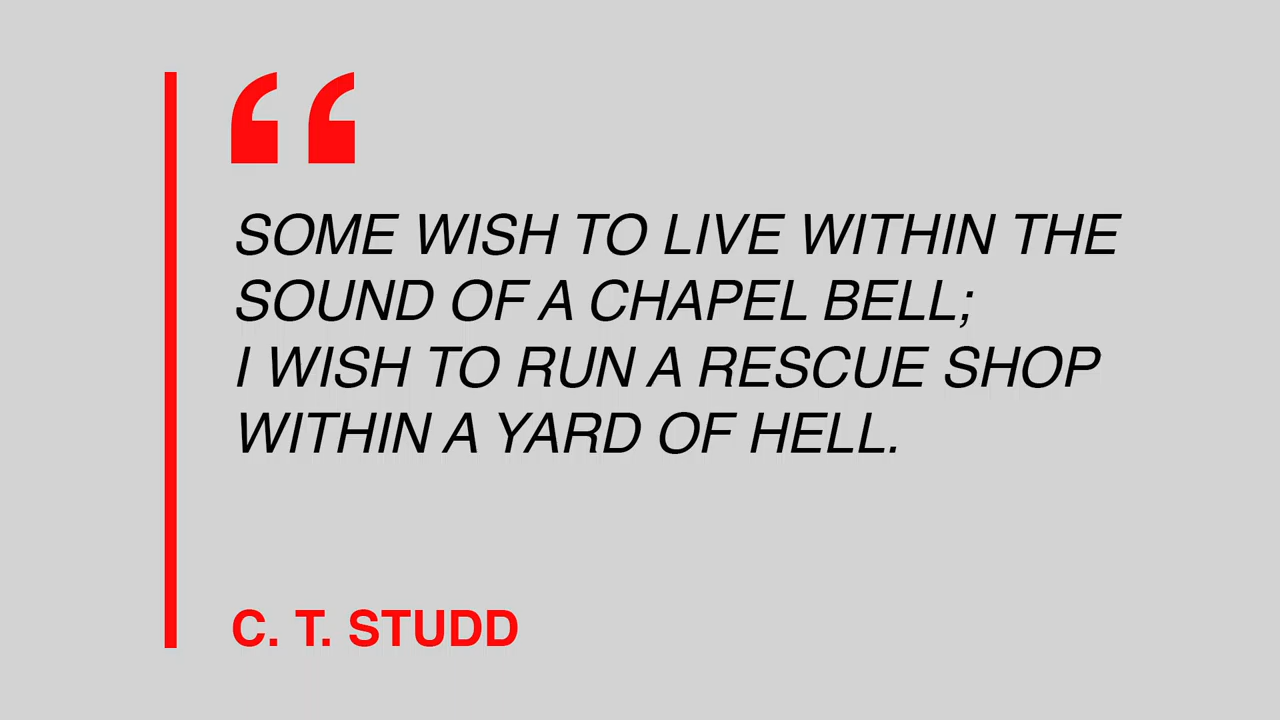 “
SOME WISH TO LIVE WITHIN THE
SOUND OF A CHAPEL BELL;
I WISH TO RUN A RESCUE SHOP
WITHIN A YARD OF HELL.
C. T. STUDD